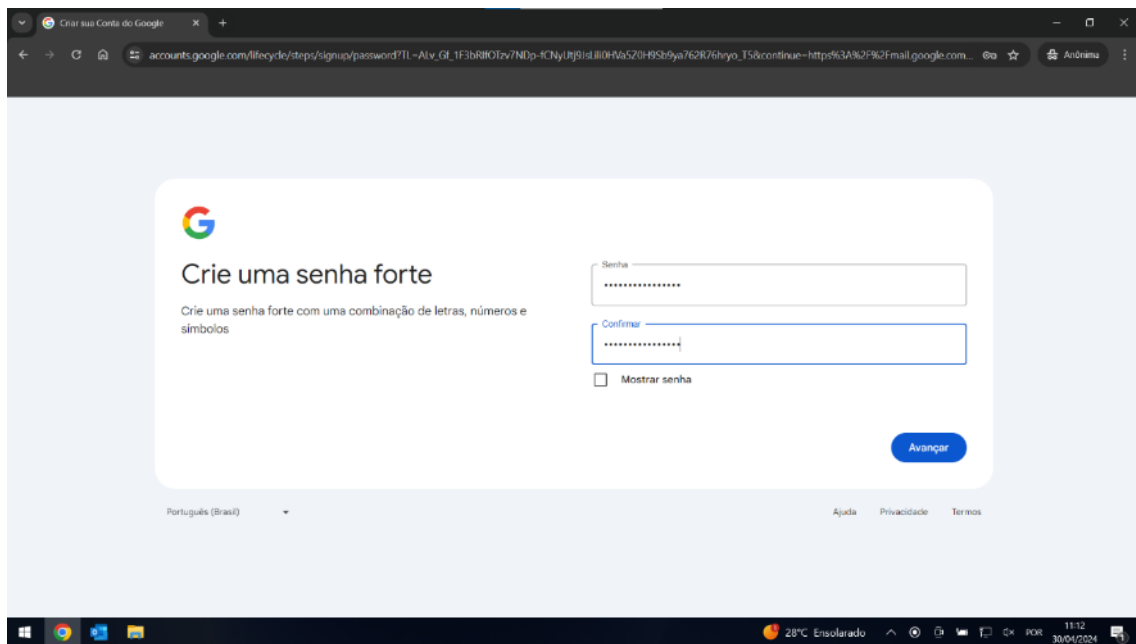 Criar sua Conta do Google
Anônima
Crie uma senha forte
Crie uma senha forte com uma combinação de letras, números e
símbolos
Senha
••••••••••••••••
Confirmar
••••••••••••••••
Mostrar senha
Avançar
Português (Brasil)
Ajuda Privacidade Termos
28°C Ensolarado
POR
11:12
30/04/2024